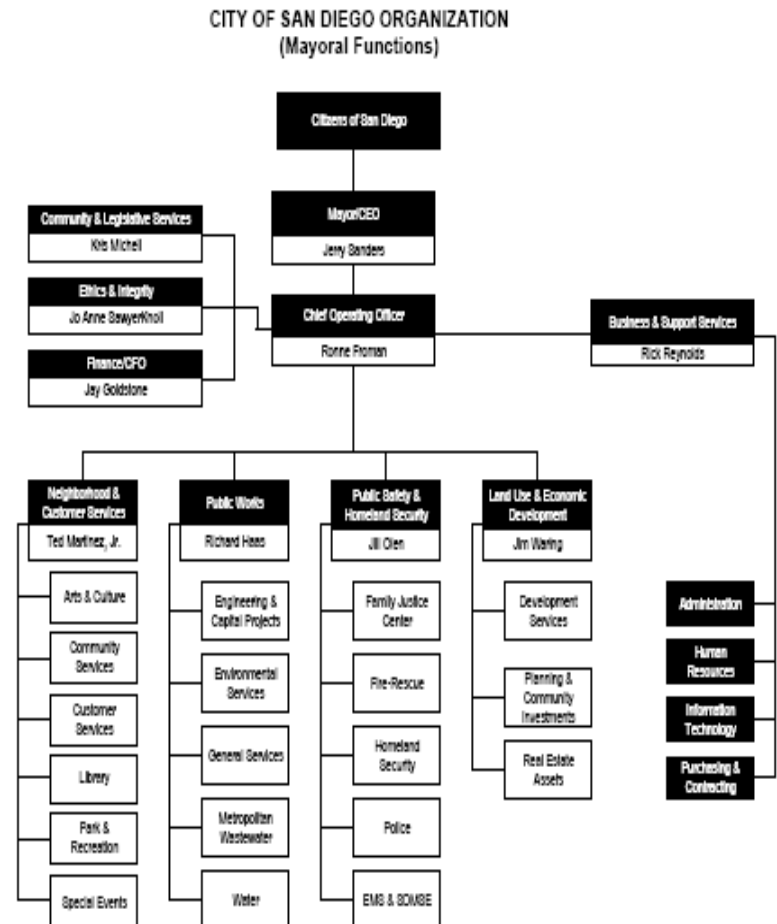 CITY OF SAN DIEGO ORGANIZATION
(Mayoral Functions)
Citizens of San Diego
Mayor/CEO
Jerry Sanders
Community & Legislative Services
Kris Michell
Ethics & Integrity
Jo Anne SawyerKnoll
Finance/CFO
Jay Goldstone
Chief Operating Officer
Ronne Froman
Business & Support Services
Rick Reynolds
Neighborhood &
Customer Services
Ted Martinez, Jr.
Arts & Culture
Community
Services
Customer
Services
Library
Park &
Recreation
Special Events
Public Works
Richard Haas
Engineering &
Capital Projects
Environmental
Services
General Services
Metropolitan
Wastewater
Water
Public Safety &
Homeland Security
Jill Olen
Family Justice
Center
Fire-Rescue
Homeland
Security
Police
EMS &
Land Use & Economic
Development
Jim Waring
Development
Services
Planning &
Community
Investments
Real Estate
Assets
Administration
Human
Resources
Information
Technology
Purchasing &
Contracting